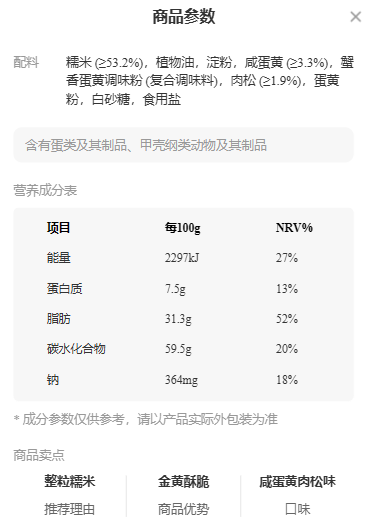 商品参数
配料 糯米 (≥53.2%)，植物油，淀粉，咸蛋黄 (≥3.3%)，蟹
香蛋黄调味粉 (复合调味料)，肉松 (≥1.9%)，蛋黄
粉，白砂糖，食用盐
含有蛋类及其制品、甲壳纲类动物及其制品
营养成分表
项目 每100g NRV%
能量 2297kJ 27%
蛋白质 7.5g 13%
脂肪 31.3g 52%
碳水化合物 59.5g 20%
钠 364mg 18%
* 成分参数仅供参考，请以产品实际外包装为准
商品卖点
整粒糯米 金黄酥脆 咸蛋黄肉松味
推荐理由 商品优势 口味